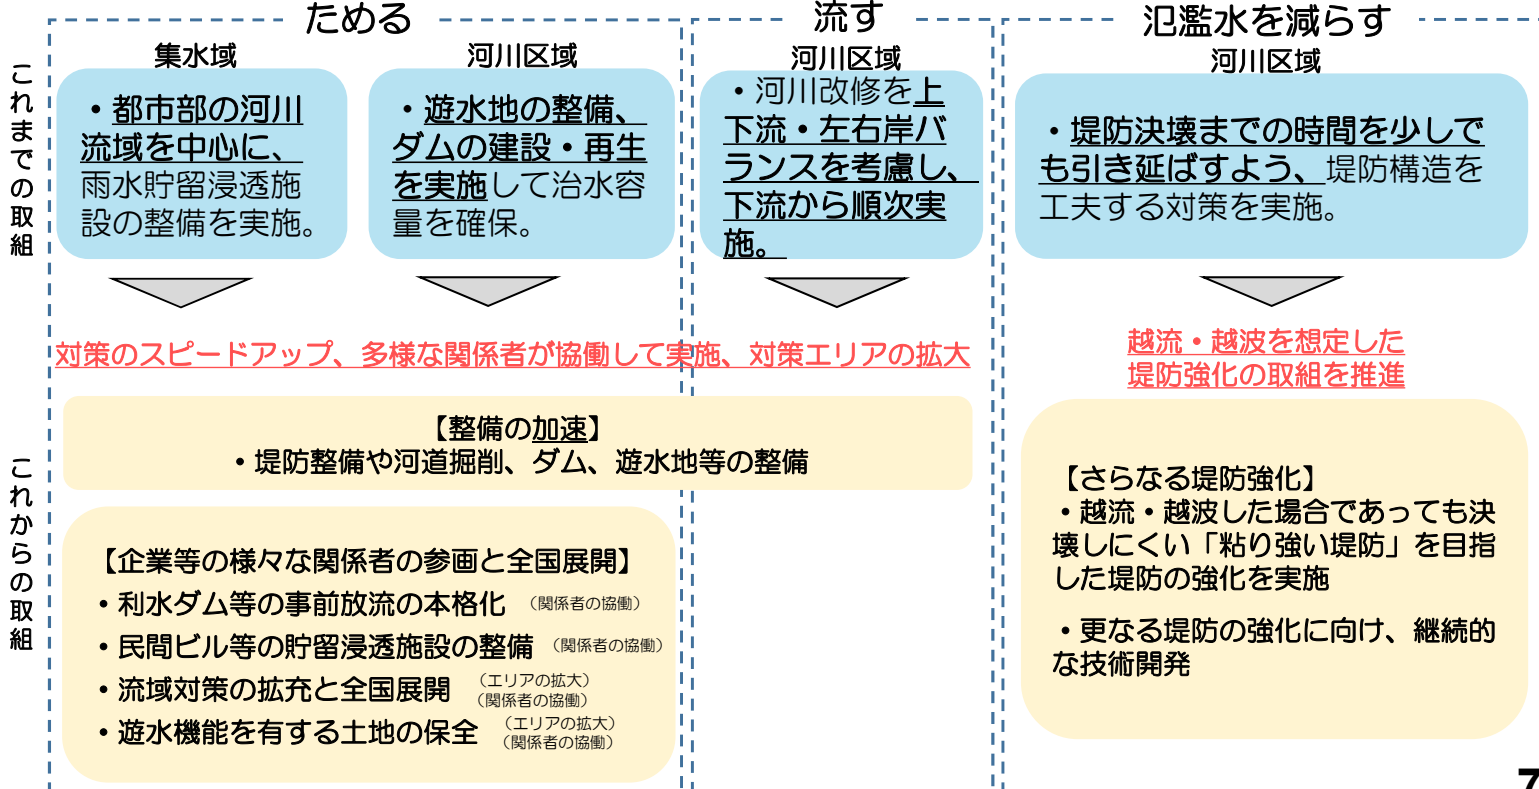 ためる
流す
氾濫水を減らす
これまでの取組
集水域
・都市部の河川
流域を中心に、
雨水貯留浸透施
設の整備を実施。
河川区域
・遊水地の整備、
ダムの建設・再生
を実施して治水容
量を確保。
河川区域
・河川改修を上
下流・左右岸バ
ランスを考慮し、
下流から順次実
施。
河川区域
・堤防決壊までの時間を少しで
も引き延ばすよう、堤防構造を
工夫する対策を実施。
対策のスピードアップ、多様な関係者が協働して実施、対策エリアの拡大
越流・越波を想定した
堤防強化の取組を推進
これからの取組
【整備の加速】
・堤防整備や河道掘削、ダム、遊水地等の整備
【企業等の様々な関係者の参画と全国展開】
・利水ダム等の事前放流の本格化 （関係者の協働）
・民間ビル等の貯留浸透施設の整備 （関係者の協働）
・流域対策の拡充と全国展開 （エリアの拡大）
（関係者の協働）
・遊水機能を有する土地の保全 （エリアの拡大）
（関係者の協働）
【さらなる堤防強化】
・越流・越波した場合であっても決
壊しにくい「粘り強い堤防」を目指
した堤防の強化を実施
・更なる堤防の強化に向け、継続的
な技術開発
7